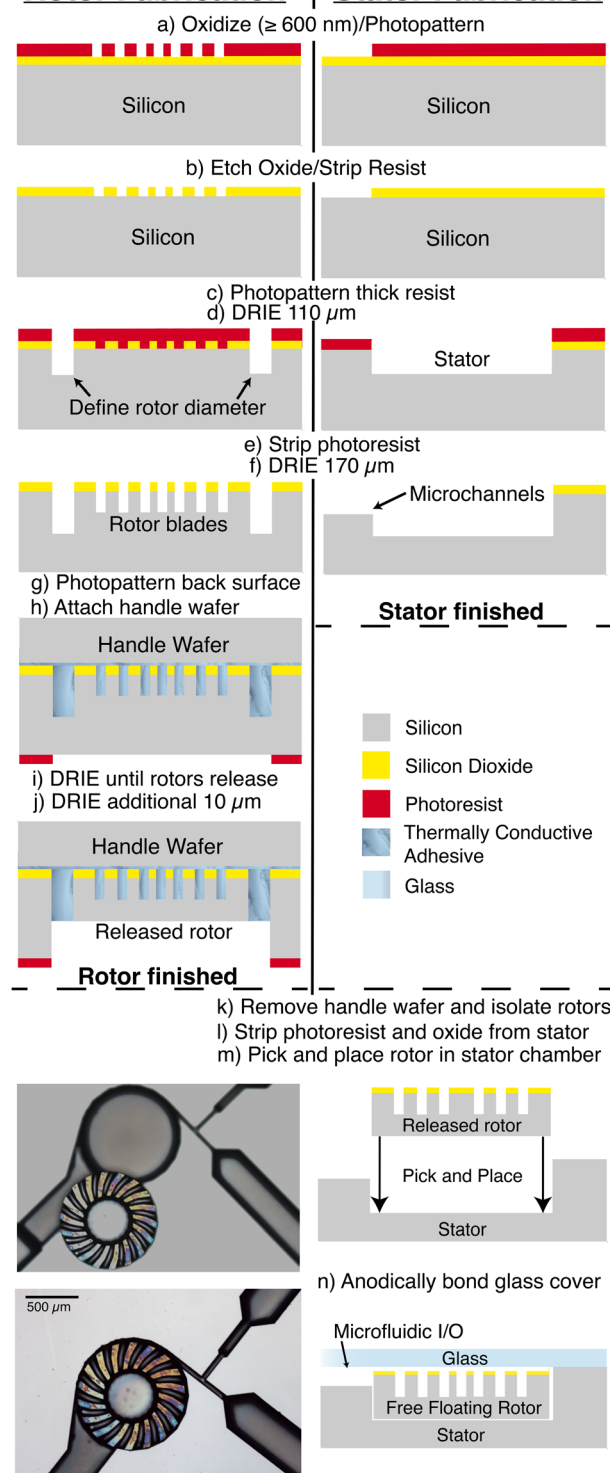 a) Oxidize (≥ 600 nm)/Photopattern
Silicon
Silicon
b) Etch Oxide/Strip Resist
Silicon
Silicon
c) Photopattern thick resist
d) DRIE 110 µm
Stator
Define rotor diameter
e) Strip photoresist
f) DRIE 170 µm
Microchannels
Rotor blades
g) Photopattern back surface
h) Attach handle wafer
Stator finished
Handle Wafer
Silicon
Silicon Dioxide
Photoresist
Thermally Conductive
Adhesive
Glass
i) DRIE until rotors release
j) DRIE additional 10 µm
Handle Wafer
Released rotor
Rotor finished
k) Remove handle wafer and isolate rotors
l) Strip photoresist and oxide from stator
m) Pick and place rotor in stator chamber
Released rotor
Pick and Place
Stator
n) Anodically bond glass cover
500 µm
Microfluidic I/O
Glass
Free Floating Rotor
Stator